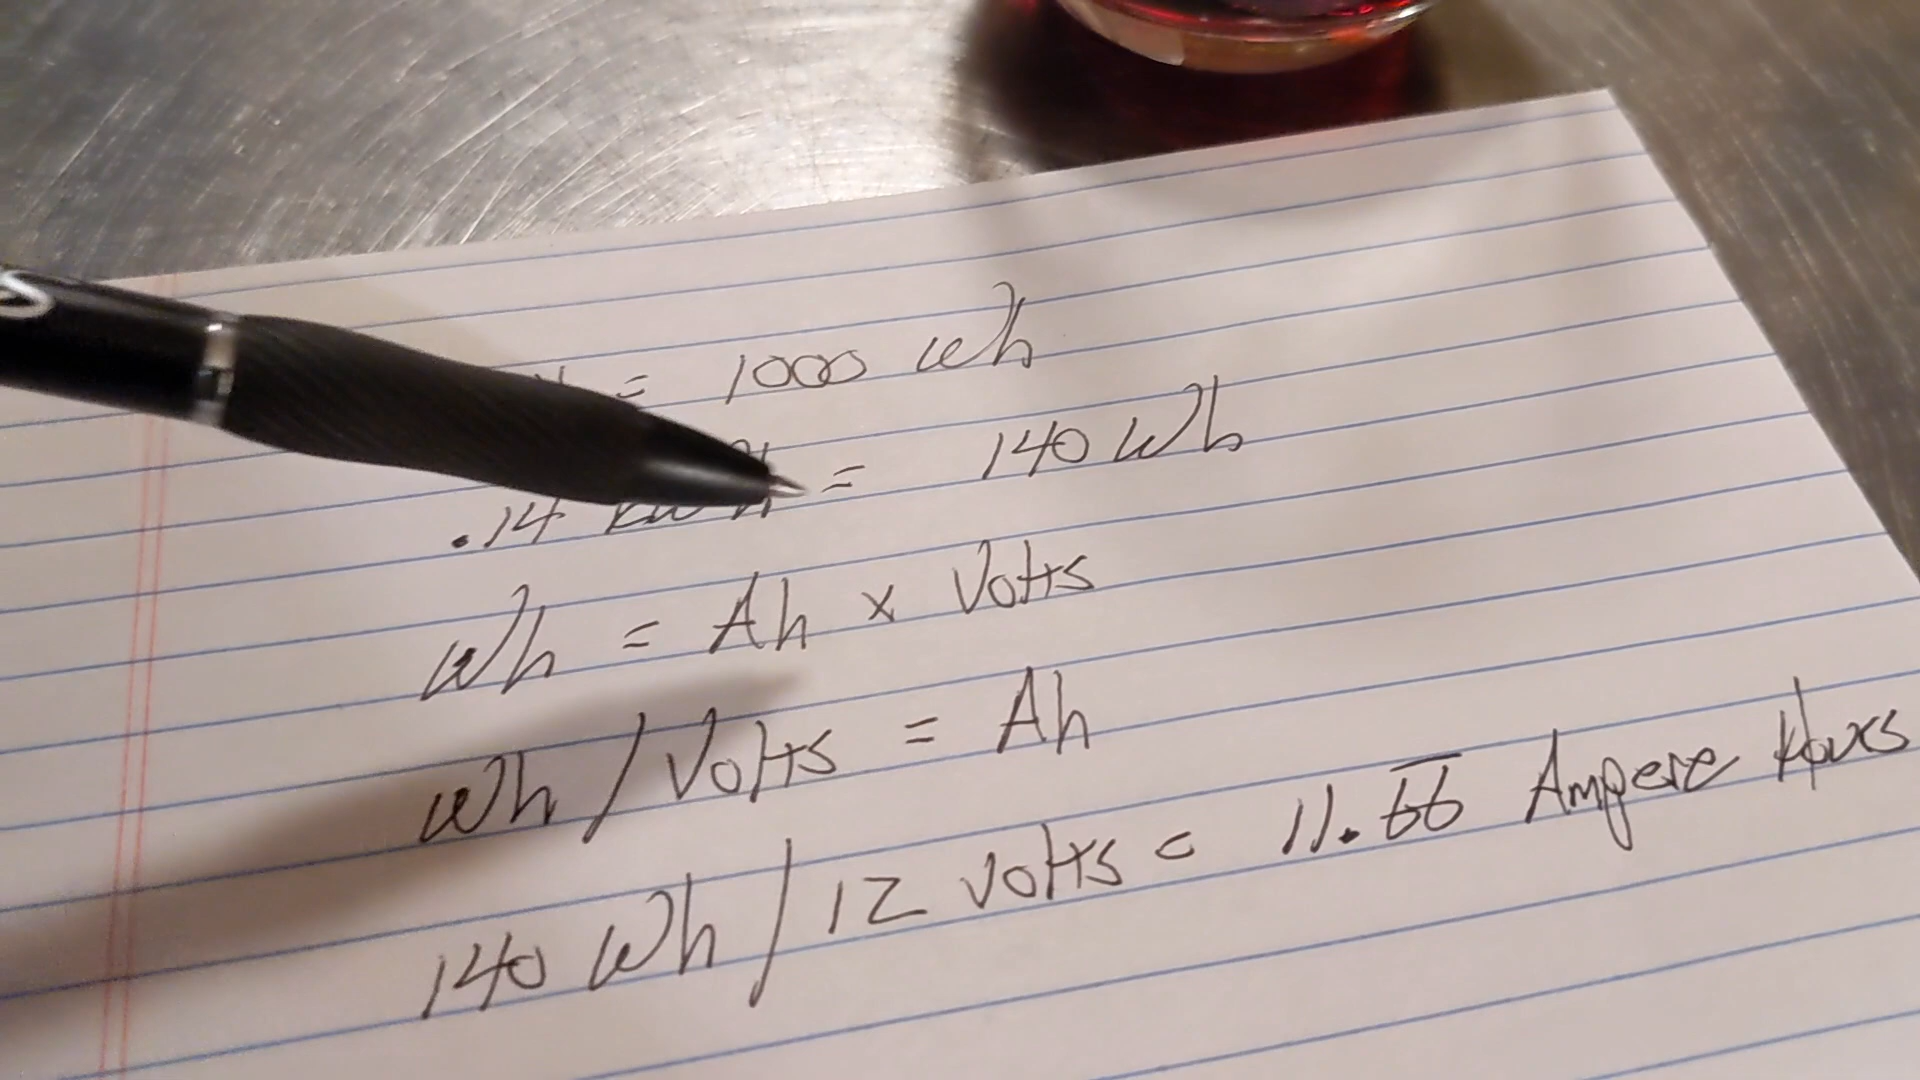 = 1000 Wh
.14 kWH = 140 Wh
Wh = Ah x Volts
Wh / Volts = Ah
140 Wh / 12 Volts = 11.66 Ampere Hours